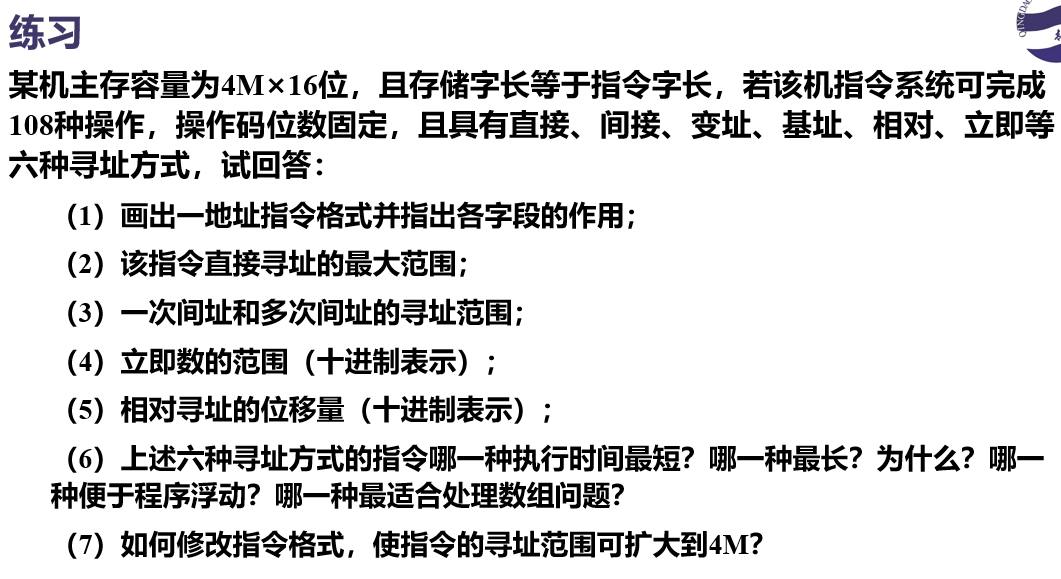 练习
某机主存容量为4M×16位，且存储字长等于指令字长，若该机指令系统可完成
108种操作，操作码位数固定，且具有直接、间接、变址、基址、相对、立即等
六种寻址方式，试回答：
（1）画出一地址指令格式并指出各字段的作用；
（2）该指令直接寻址的最大范围；
（3）一次间址和多次间址的寻址范围；
（4）立即数的范围（十进制表示）；
（5）相对寻址的位移量（十进制表示）；
（6）上述六种寻址方式的指令哪一种执行时间最短？哪一种最长？为什么？哪一
种便于程序浮动？哪一种最适合处理数组问题？
（7）如何修改指令格式，使指令的寻址范围可扩大到4M？